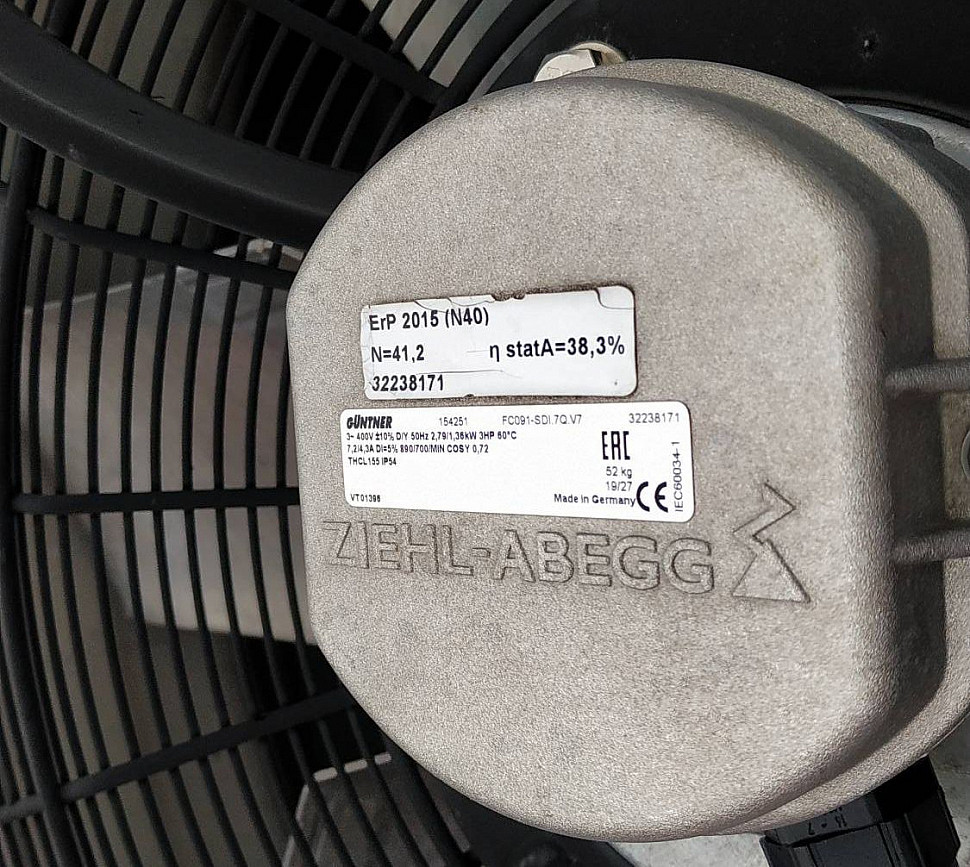 ErP 2015 (N40)
N=41,2 η statA=38,3%
32238171
GÜNTNER 154251 FC091-SDI.7Q.V7 32238171
3~ 400V ±10% D/Y 50Hz 2,79/1,36kW 3HP 60°C
7,2/4,3A DI=5% 890/700/MIN COSY 0,72
THCL155 IP54
EAC
52 kg
19/27
VT01396 Made in Germany CE
IEC60034-1
ZIEHL-ABEGG